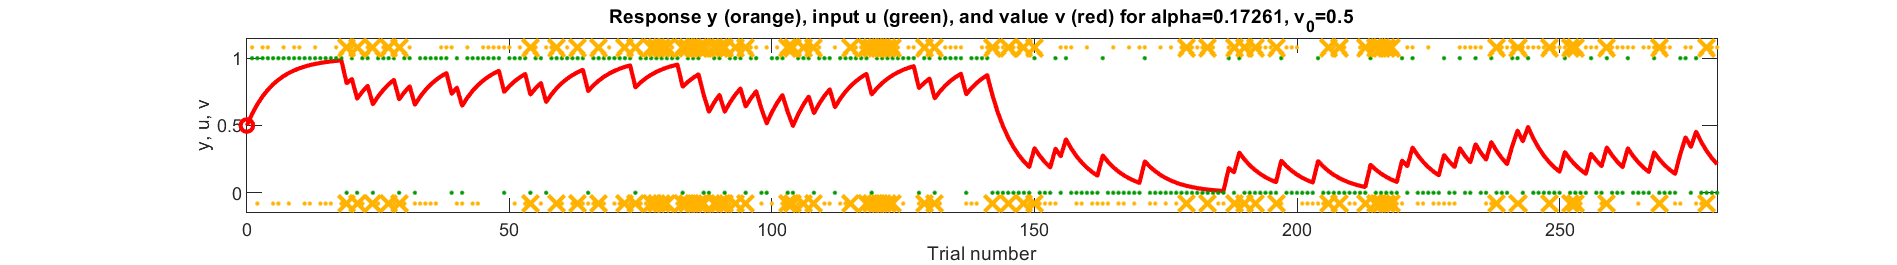 Response y (orange), input u (green), and value v (red) for alpha=0.17261, v0=0.5
y, u, v
1
0.5
0
0 50 100 150 200 250
Trial number